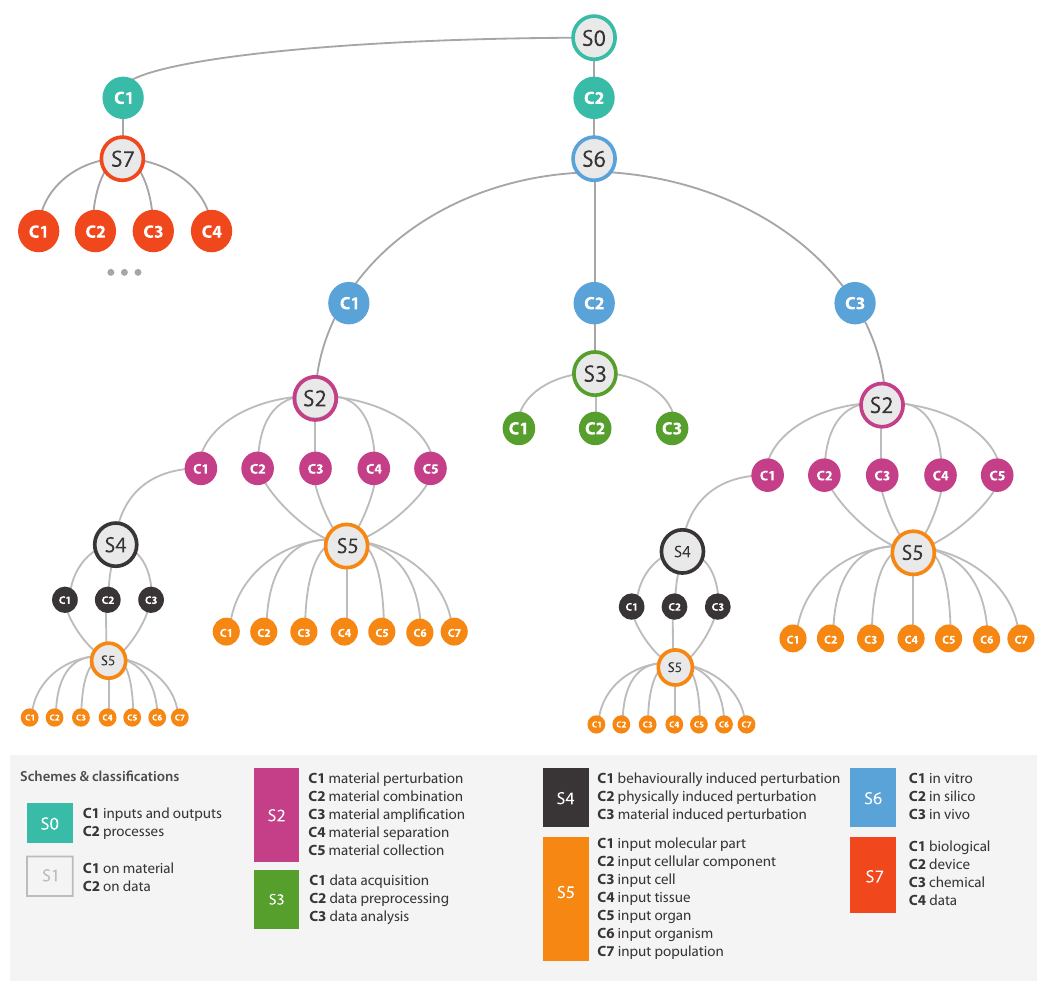 S0
C1
C2
S7
S6
C1 C2 C3 C4
C1 C2 C3
S3
S2
S2
C1 C2 C3
C1 C2 C3 C4 C5
C1 C2 C3 C4 C5
S4
S5
S4
S5
C1 C2 C3
C1 C2 C3
C1 C2 C3 C4 C5 C6 C7
C1 C2 C3 C4 C5 C6 C7
S5
S5
C1 C2 C3 C4 C5 C6 C7
C1 C2 C3 C4 C5 C6 C7
Schemes & classifications
S0
C1 inputs and outputs
C2 processes
S1
C1 on material
C2 on data
S2
C1 material perturbation
C2 material combination
C3 material amplification
C4 material separation
C5 material collection
S3
C1 data acquisition
C2 data preprocessing
C3 data analysis
S4
C1 behaviourally induced perturbation
C2 physically induced perturbation
C3 material induced perturbation
S5
C1 input molecular part
C2 input cellular component
C3 input cell
C4 input tissue
C5 input organ
C6 input organism
C7 input population
S6
C1 in vitro
C2 in silico
C3 in vivo
S7
C1 biological
C2 device
C3 chemical
C4 data